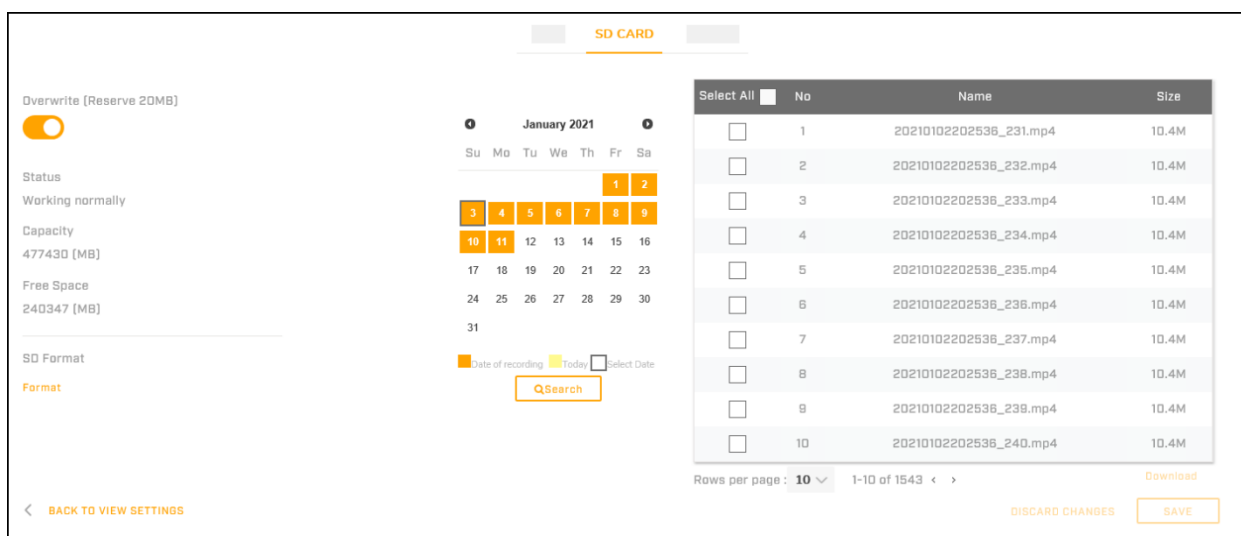 SD CARD
Overwrite (Reserve 20MB)
Status
Working normally
Capacity
477430 (MB)
Free Space
240347 (MB)
SD Format
Format
January 2021
Su Mo Tu We Th Fr Sa
1 2
3 4 5 6 7 8 9
10 11 12 13 14 15 16
17 18 19 20 21 22 23
24 25 26 27 28 29 30
31
Date of recording Today Select Date
Search
Select All No Name Size
1 20210102202536_231.mp4 10.4M
2 20210102202536_232.mp4 10.4M
3 20210102202536_233.mp4 10.4M
4 20210102202536_234.mp4 10.4M
5 20210102202536_235.mp4 10.4M
6 20210102202536_236.mp4 10.4M
7 20210102202536_237.mp4 10.4M
8 20210102202536_238.mp4 10.4M
9 20210102202536_239.mp4 10.4M
10 20210102202536_240.mp4 10.4M
Rows per page : 10 1-10 of 1543 ‹ ›
Download
BACK TO VIEW SETTINGS
DISCARD CHANGES SAVE